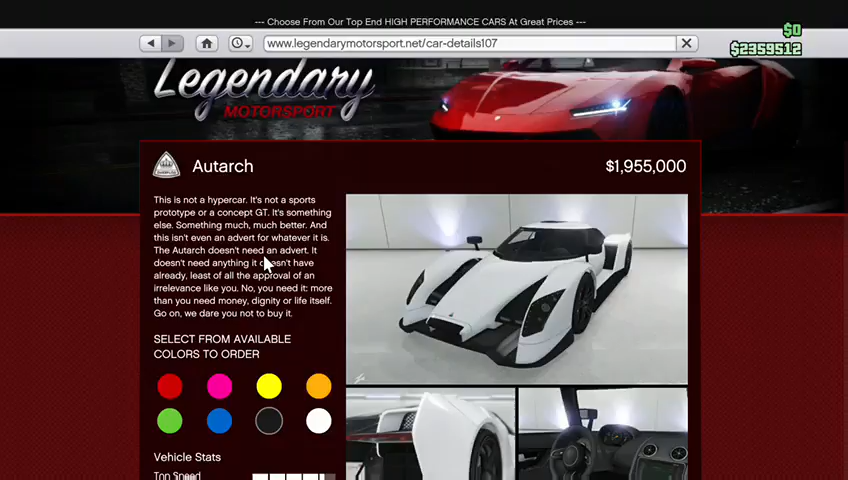 --- Choose From Our Top End HIGH PERFORMANCE CARS At Great Prices ---
$0
www.legendarymotorsport.net/car-details107
$2359512
Legendary
MOTORSPORT
Autarch
$1,955,000
This is not a hypercar. It's not a sports
prototype or a concept GT. It's something
else. Something much, much better. And
this isn't even an advert for whatever it is.
The Autarch doesn't need an advert. It
doesn't need anything it doesn't have
already, least of all the approval of an
irrelevance like you. No, you need it: more
than you need money, dignity or life itself.
Go on, we dare you not to buy it.
SELECT FROM AVAILABLE
COLORS TO ORDER
Vehicle Stats
Top Speed